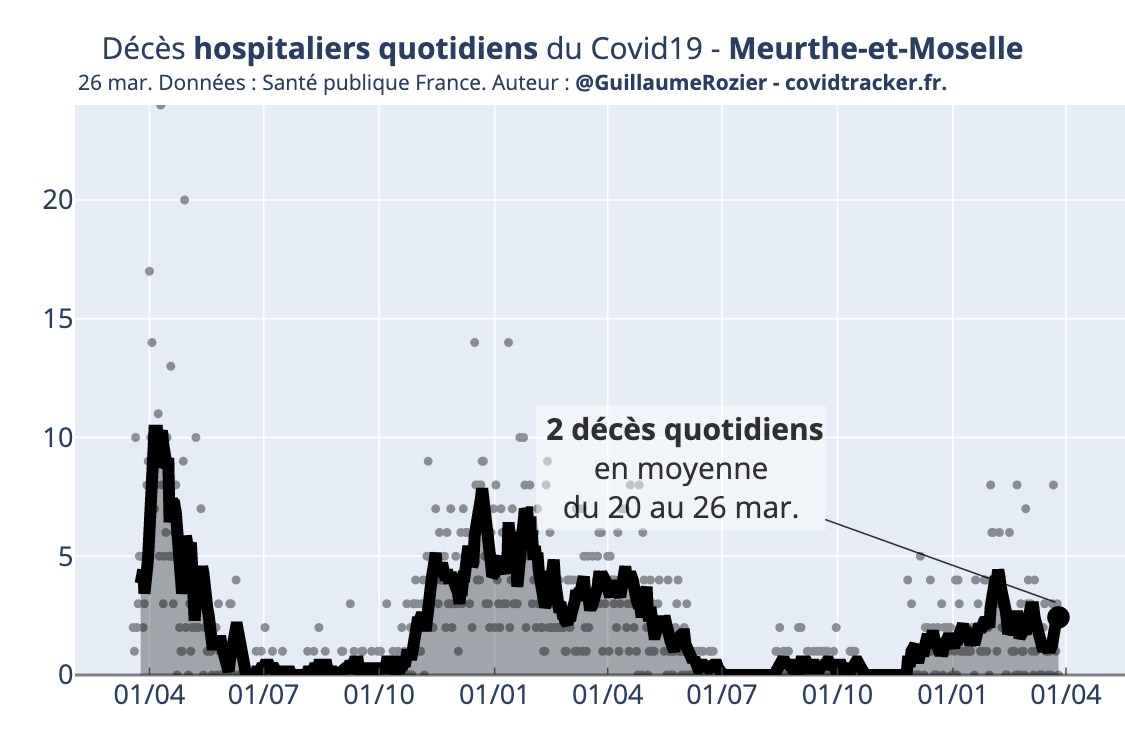 Décès hospitaliers quotidiens du Covid19 - Meurthe-et-Moselle
26 mar. Données : Santé publique France. Auteur : @GuillaumeRozier - covidtracker.fr.
20
15
10
5
0
2 décès quotidiens
en moyenne
du 20 au 26 mar.
01/04 01/07 01/10 01/01 01/04 01/07 01/10 01/01 01/04